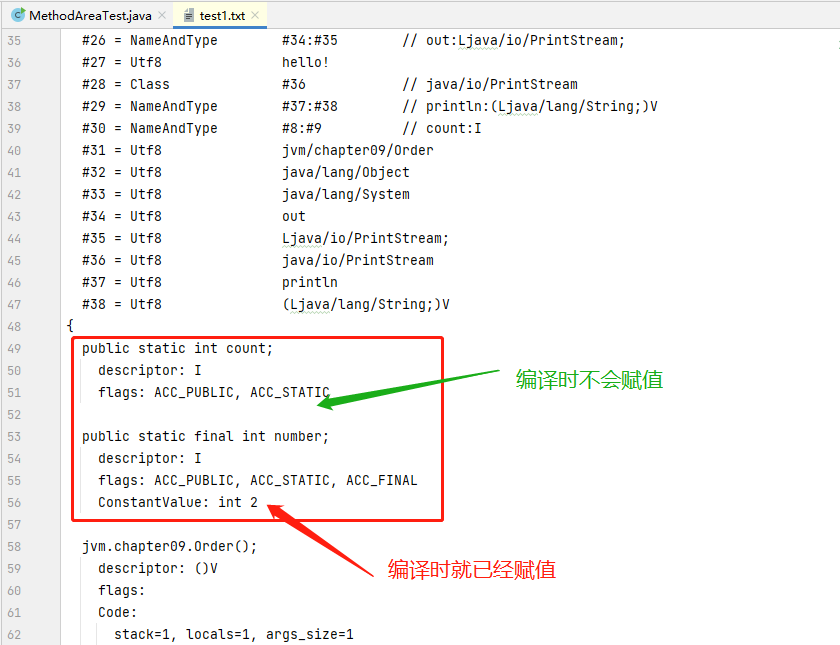 MethodAreaTest.java test1.txt
35 #26 = NameAndType #34:#35 // out:Ljava/io/PrintStream;
36 #27 = Utf8 hello!
37 #28 = Class #36 // java/io/PrintStream
38 #29 = NameAndType #37:#38 // println:(Ljava/lang/String;)V
39 #30 = NameAndType #8:#9 // count:I
40 #31 = Utf8 jvm/chapter09/Order
41 #32 = Utf8 java/lang/Object
42 #33 = Utf8 java/lang/System
43 #34 = Utf8 out
44 #35 = Utf8 Ljava/io/PrintStream;
45 #36 = Utf8 java/io/PrintStream
46 #37 = Utf8 println
47 #38 = Utf8 (Ljava/lang/String;)V
48 {
49 public static int count;
50 descriptor: I
编译时不会赋值
51 flags: ACC_PUBLIC, ACC_STATIC
52
53 public static final int number;
54 descriptor: I
55 flags: ACC_PUBLIC, ACC_STATIC, ACC_FINAL
56 ConstantValue: int 2
57
58 jvm.chapter09.Order();
59 descriptor: ()V
编译时就已经赋值
60 flags:
61 Code:
62 stack=1, locals=1, args_size=1